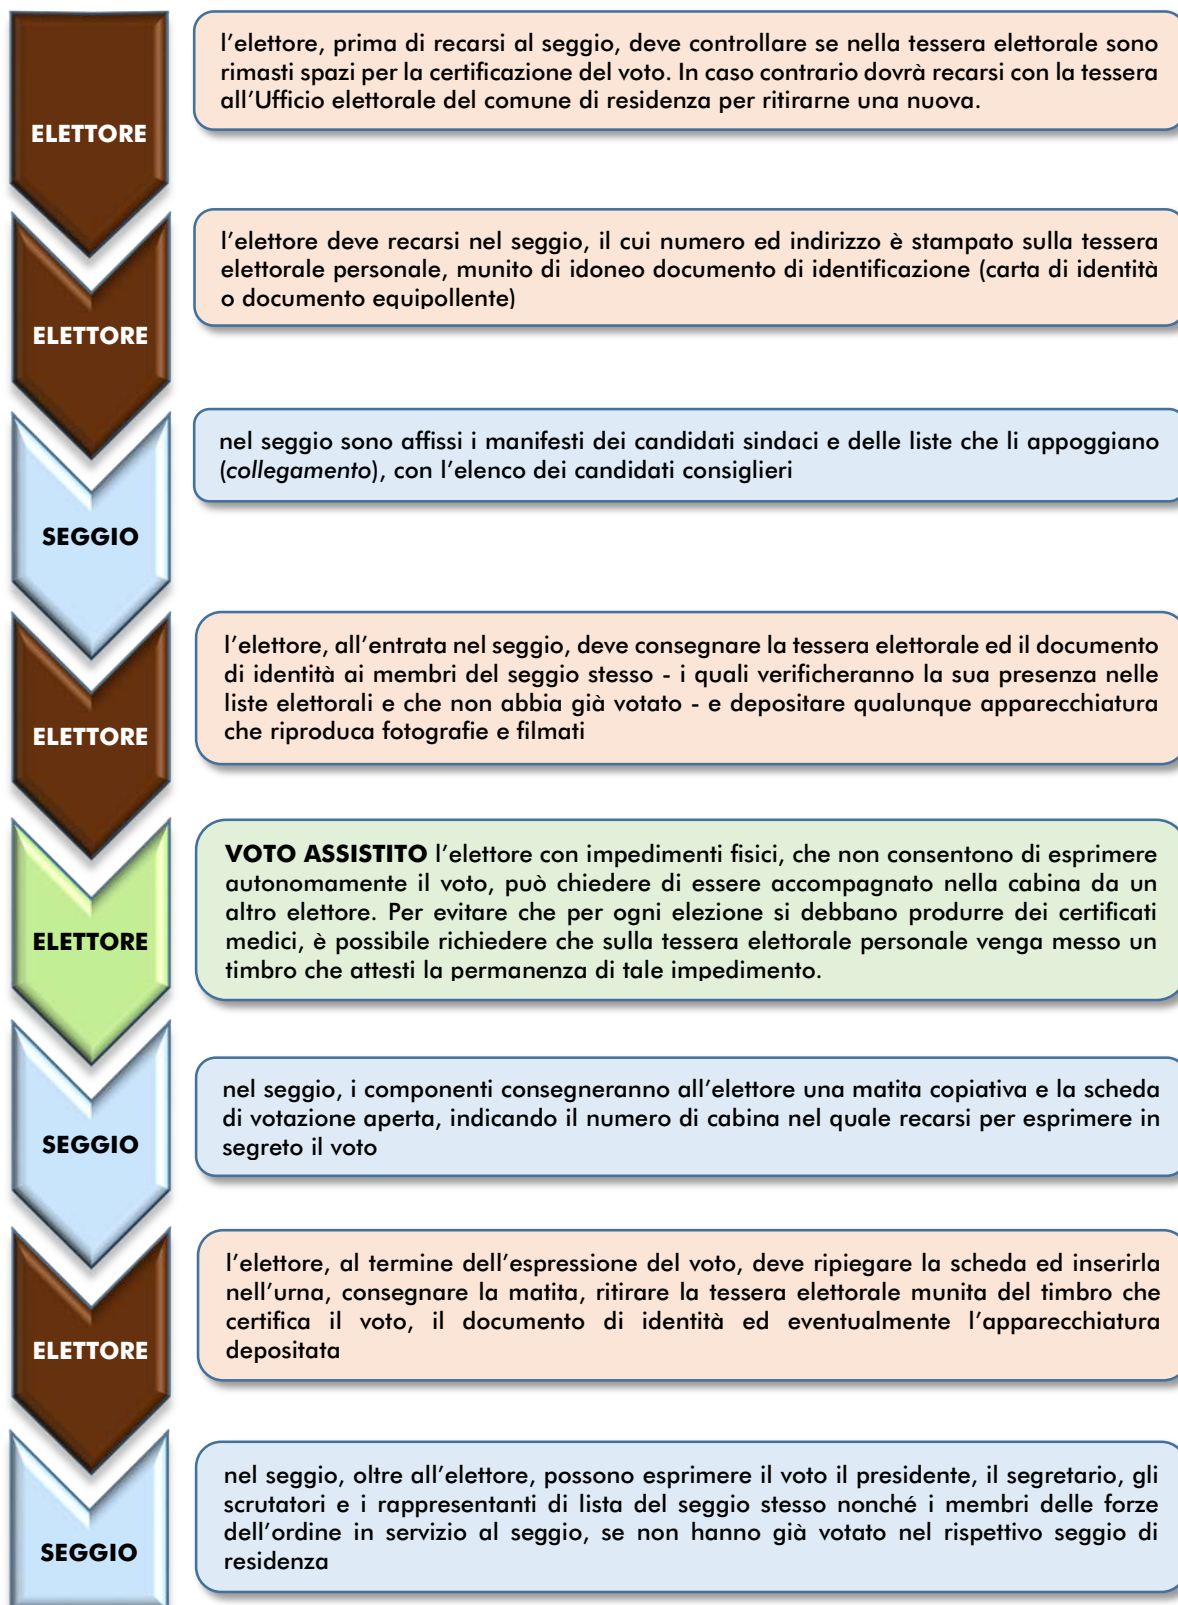 l'elettore, prima di recarsi al seggio, deve controllare se nella tessera elettorale sono
rimasti spazi per la certificazione del voto. In caso contrario dovrà recarsi con la tessera
all'Ufficio elettorale del comune di residenza per ritirarne una nuova.
ELETTORE
l'elettore deve recarsi nel seggio, il cui numero ed indirizzo è stampato sulla tessera
elettorale personale, munito di idoneo documento di identificazione (carta di identità
o documento equipollente)
ELETTORE
nel seggio sono affissi i manifesti dei candidati sindaci e delle liste che li appoggiano
(collegamento), con l'elenco dei candidati consiglieri
SEGGIO
l'elettore, all'entrata nel seggio, deve consegnare la tessera elettorale ed il documento
di identità ai membri del seggio stesso - i quali verificheranno la sua presenza nelle
liste elettorali e che non abbia già votato - e depositare qualunque apparecchiatura
che riproduca fotografie e filmati
ELETTORE
VOTO ASSISTITO l'elettore con impedimenti fisici, che non consentono di esprimere
autonomamente il voto, può chiedere di essere accompagnato nella cabina da un
altro elettore. Per evitare che per ogni elezione si debbano produrre dei certificati
medici, è possibile richiedere che sulla tessera elettorale personale venga messo un
timbro che attesti la permanenza di tale impedimento.
ELETTORE
nel seggio, i componenti consegneranno all'elettore una matita copiativa e la scheda
di votazione aperta, indicando il numero di cabina nel quale recarsi per esprimere in
segreto il voto
SEGGIO
l'elettore, al termine dell'espressione del voto, deve ripiegare la scheda ed inserirla
nell'urna, consegnare la matita, ritirare la tessera elettorale munita del timbro che
certifica il voto, il documento di identità ed eventualmente l'apparecchiatura
depositata
ELETTORE
nel seggio, oltre all'elettore, possono esprimere il voto il presidente, il segretario, gli
scrutatori e i rappresentanti di lista del seggio stesso nonché i membri delle forze
dell'ordine in servizio al seggio, se non hanno già votato nel rispettivo seggio di
residenza
SEGGIO